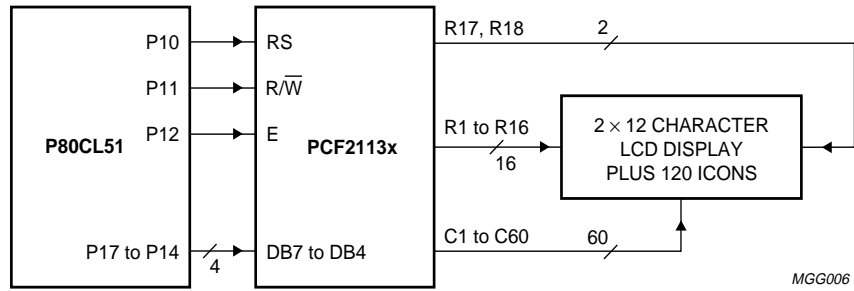 P80CL51
P10
P11
P12
P17 to P14
4
RS
R/W̅
E
DB7 to DB4
PCF2113x
R17, R18
2
R1 to R16
16
C1 to C60
60
2 × 12 CHARACTER
LCD DISPLAY
PLUS 120 ICONS
MGG006